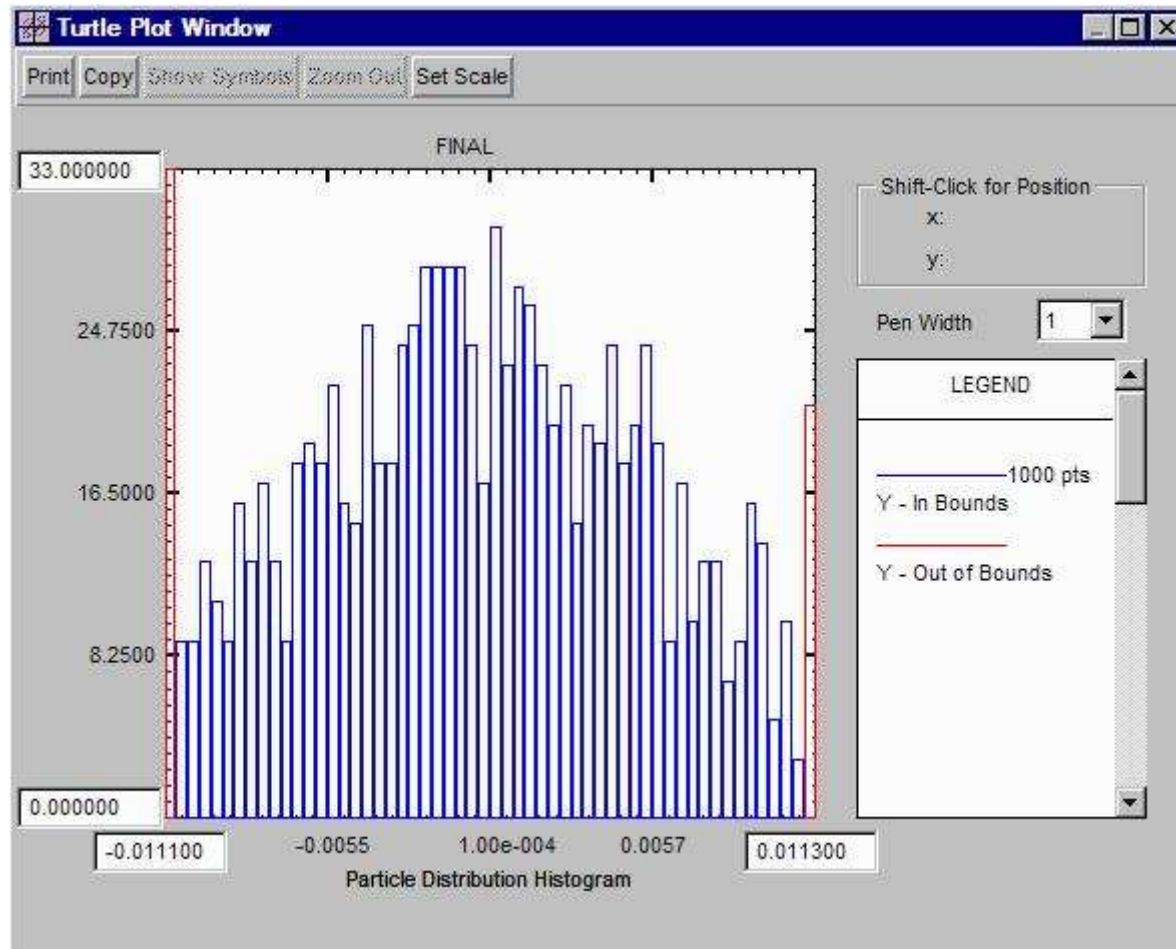 Turtle Plot Window
Print Copy Show Symbols Zoom Out Set Scale
FINAL
33.000000
24.7500
16.5000
8.2500
0.000000
-0.011100
-0.0055
1.00e-004
0.0057
0.011300
Particle Distribution Histogram
Shift-Click for Position
x:
y:
Pen Width 1
LEGEND
1000 pts
Y - In Bounds
Y - Out of Bounds